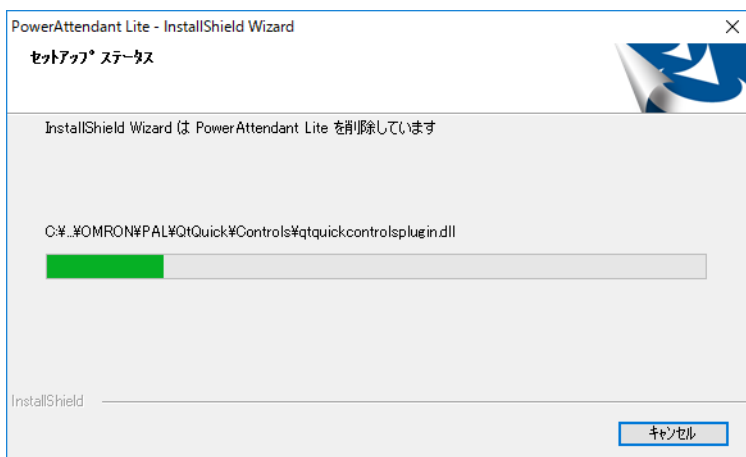 PowerAttendant Lite - InstallShield Wizard
セットアップ ステータス
InstallShield Wizard は PowerAttendant Lite を削除しています
C:¥...¥OMRON¥PAL¥QtQuick¥Controls¥qtquickcontrolsplugin.dll
InstallShield
キャンセル